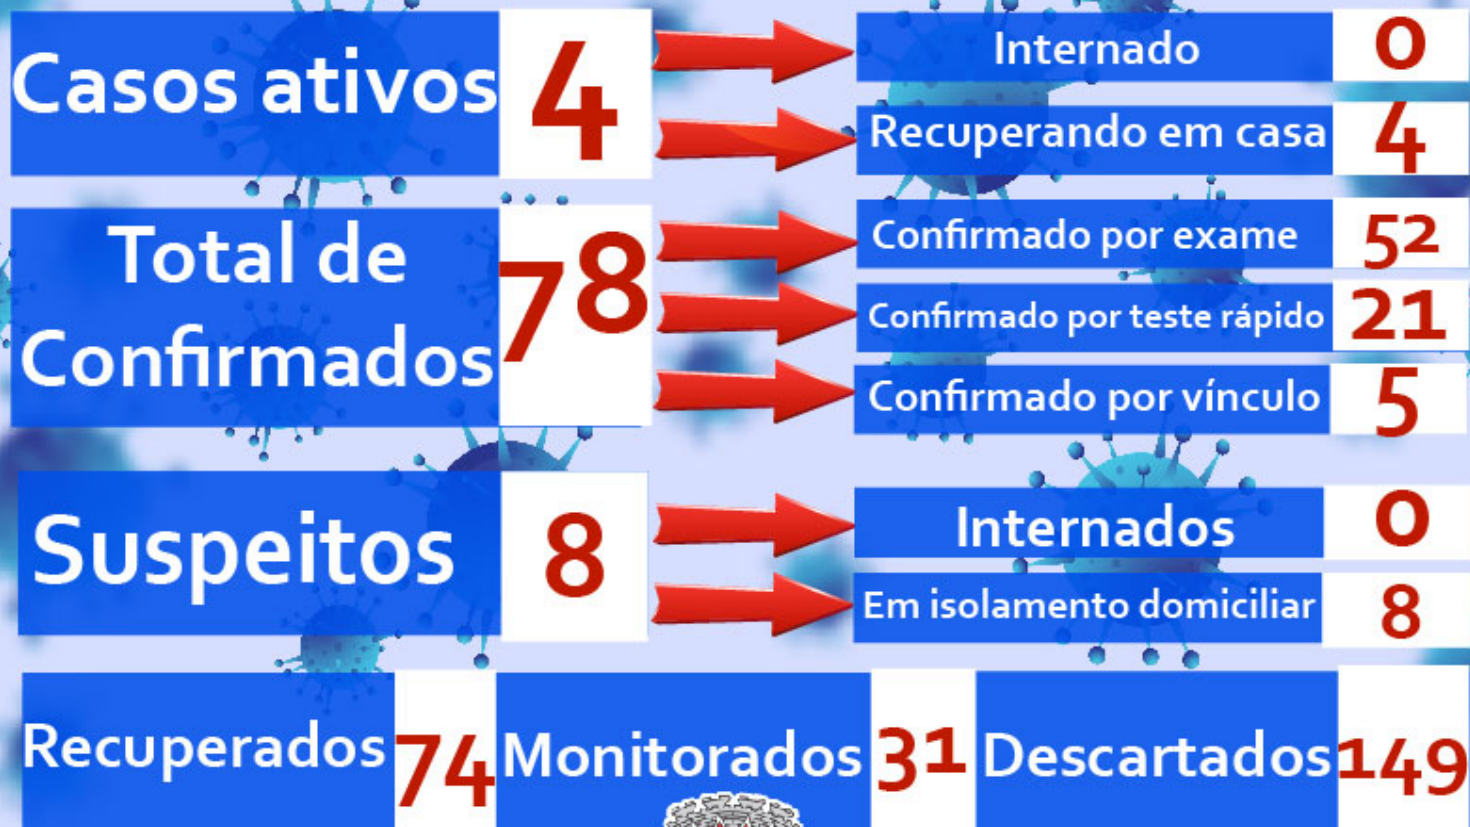 Casos ativos 4
Internado 0
Recuperando em casa 4
Total de
Confirmados 78
Confirmado por exame 52
Confirmado por teste rápido 21
Confirmado por vínculo 5
Suspeitos 8
Internados 0
Em isolamento domiciliar 8
Recuperados 74 Monitorados 31 Descartados 149